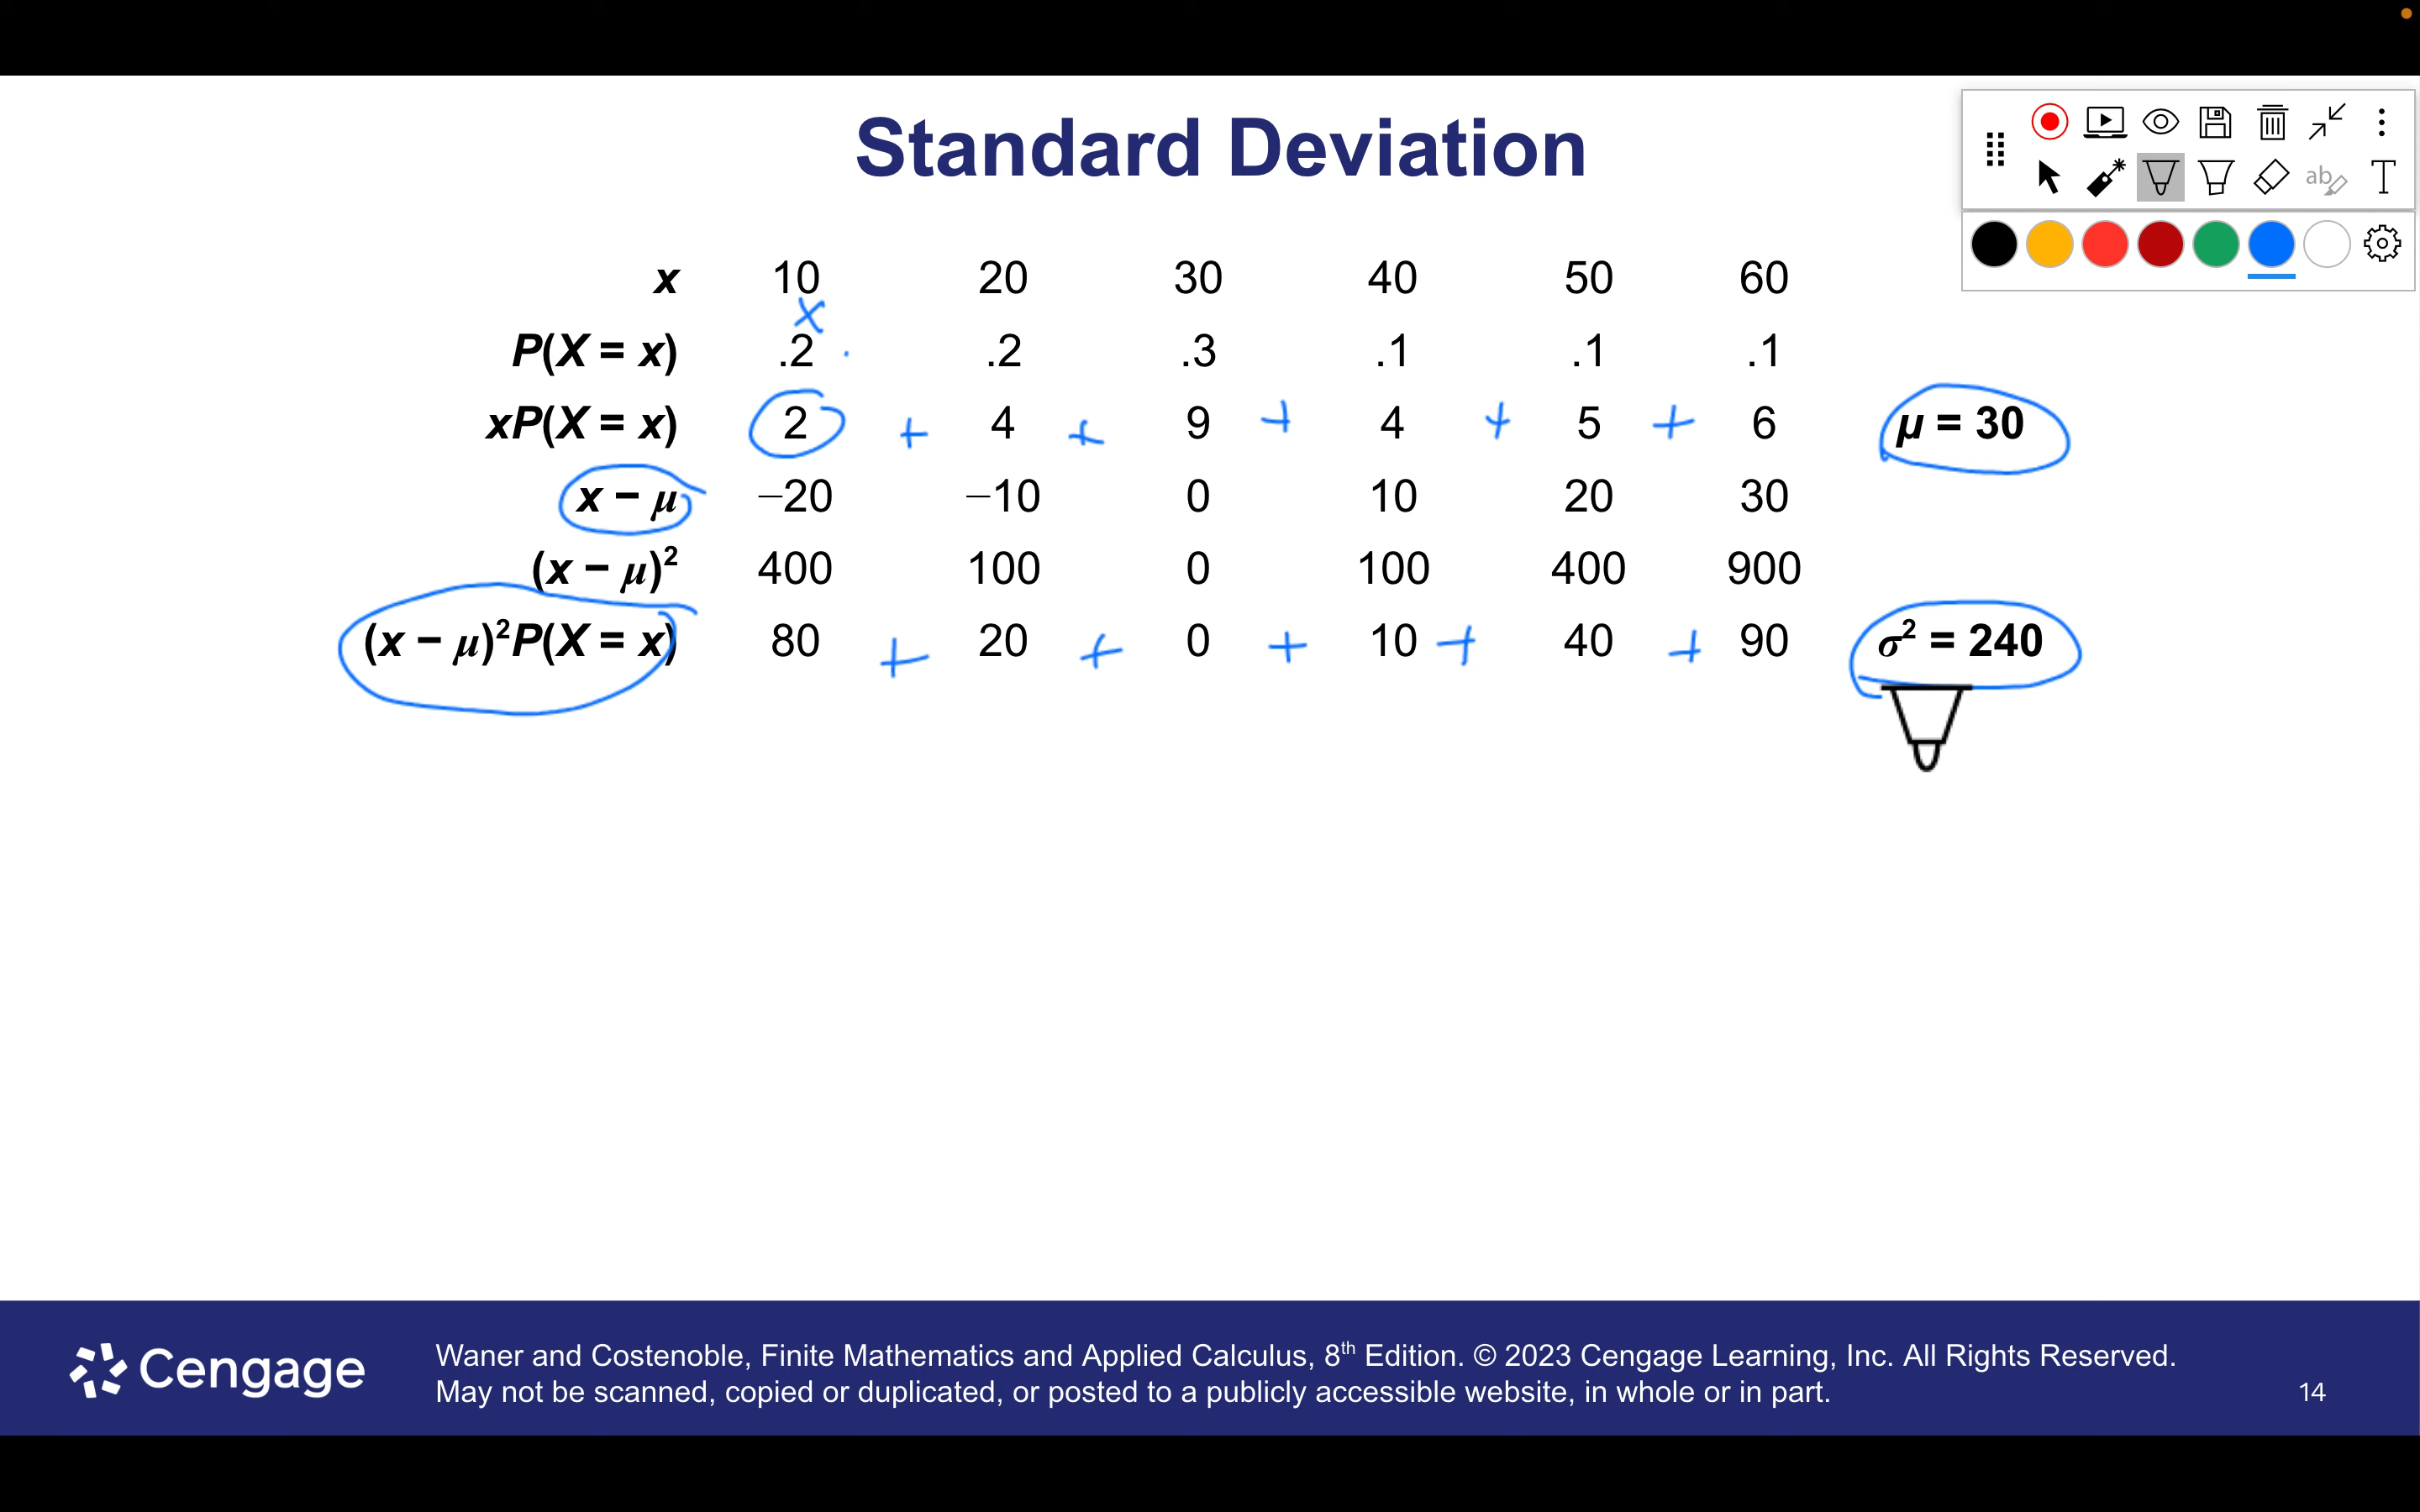 Standard Deviation
x 10 20 30 40 50 60
x
P(X = x) .2 · .2 .3 .1 .1 .1
xP(X = x) 2 + 4 + 9 + 4 + 5 + 6 μ = 30
x − μ −20 −10 0 10 20 30
(x − μ)² 400 100 0 100 400 900
(x − μ)²P(X = x) 80 + 20 + 0 + 10 + 40 + 90 σ² = 240
ab
T
Cengage
Waner and Costenoble, Finite Mathematics and Applied Calculus, 8th Edition. © 2023 Cengage Learning, Inc. All Rights Reserved.
May not be scanned, copied or duplicated, or posted to a publicly accessible website, in whole or in part.
14